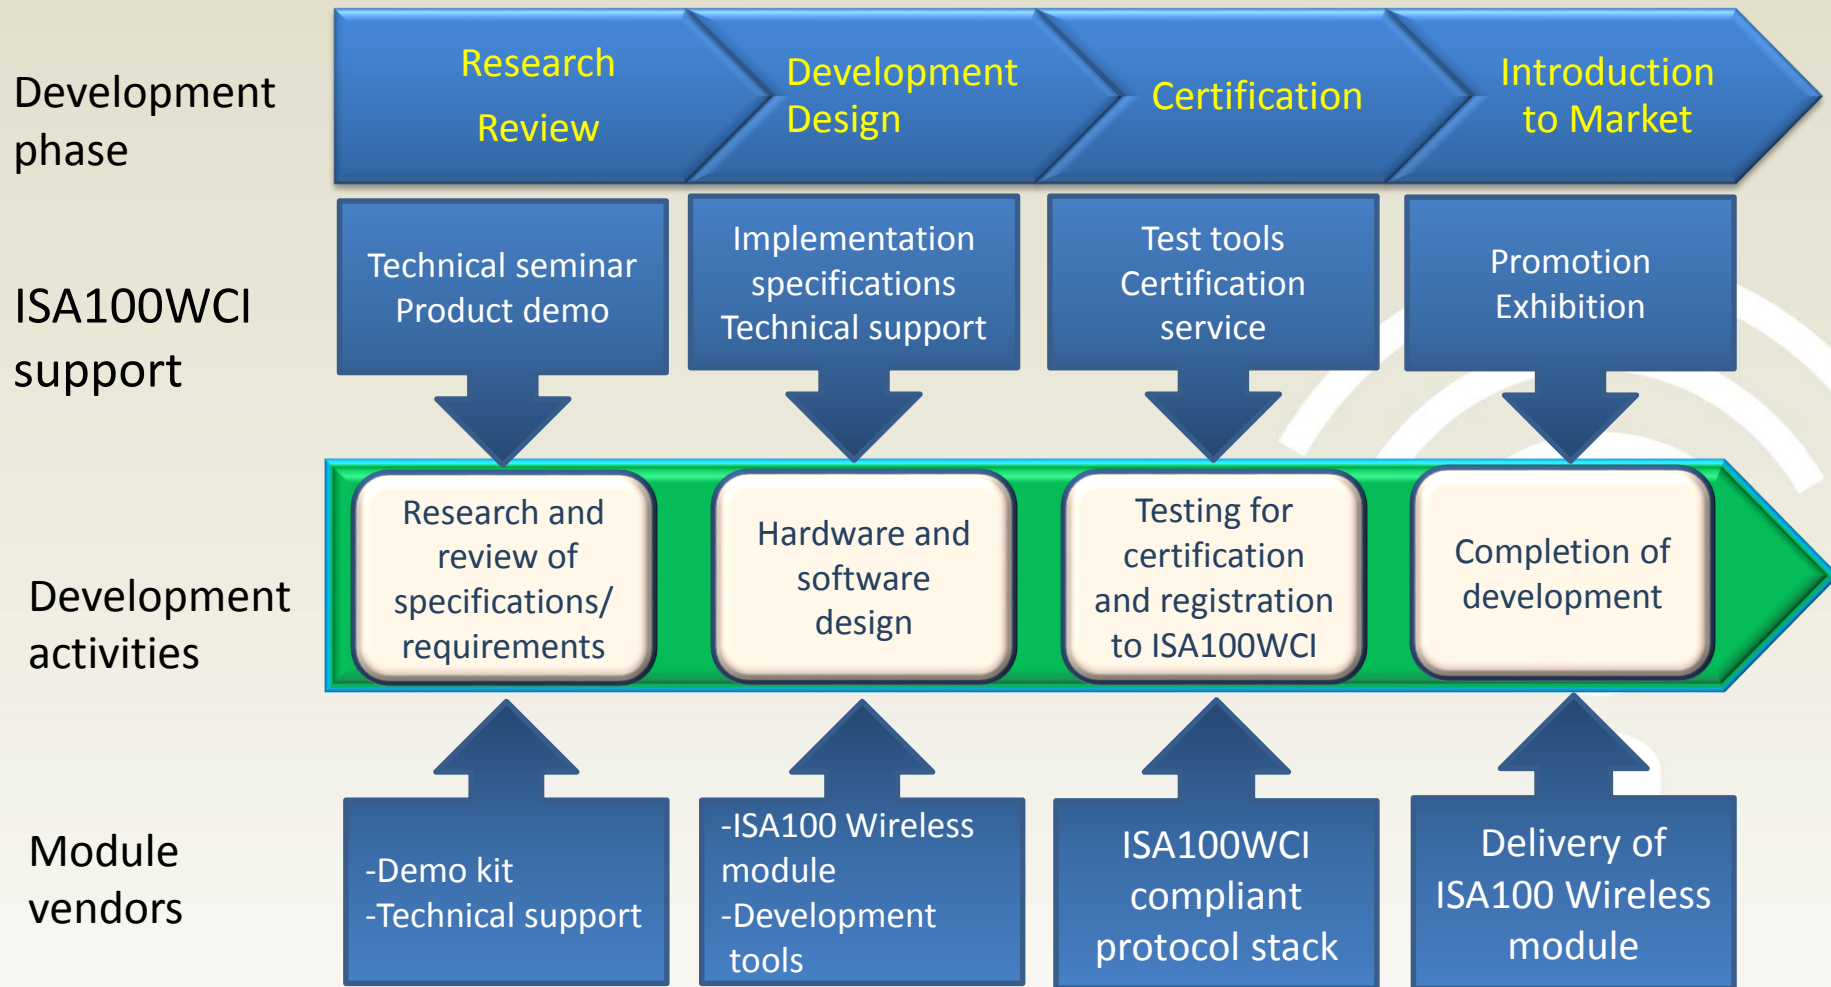 Development
phase
Research
Review
Development
Design
Certification
Introduction
to Market
ISA100WCI
support
Technical seminar
Product demo
Implementation
specifications
Technical support
Test tools
Certification
service
Promotion
Exhibition
Development
activities
Research and
review of
specifications/
requirements
Hardware and
software
design
Testing for
certification
and registration
to ISA100WCI
Completion of
development
Module
vendors
-Demo kit
-Technical support
-ISA100 Wireless
module
-Development
tools
ISA100WCI
compliant
protocol stack
Delivery of
ISA100 Wireless
module